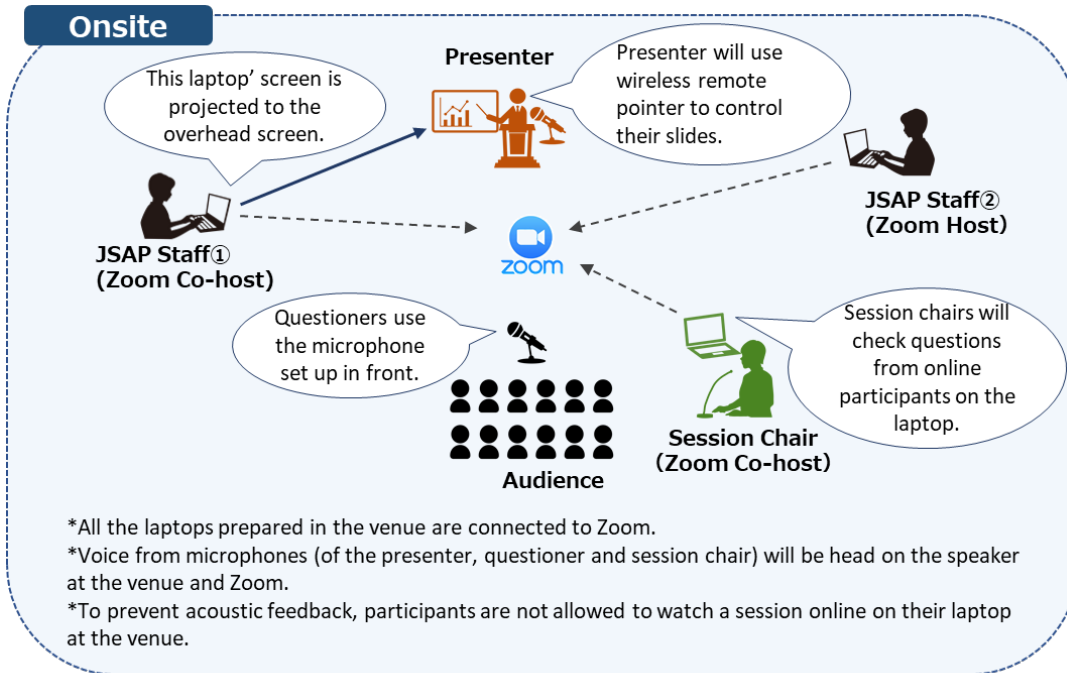 Onsite
Presenter
This laptop’ screen is
projected to the
overhead screen.
Presenter will use
wireless remote
pointer to control
their slides.
JSAP Staff①
(Zoom Co-host)
JSAP Staff②
(Zoom Host)
zoom
Questioners use
the microphone
set up in front.
Session chairs will
check questions
from online
participants on the
laptop.
Session Chair
(Zoom Co-host)
Audience
*All the laptops prepared in the venue are connected to Zoom.
*Voice from microphones (of the presenter, questioner and session chair) will be head on the speaker
at the venue and Zoom.
*To prevent acoustic feedback, participants are not allowed to watch a session online on their laptop
at the venue.